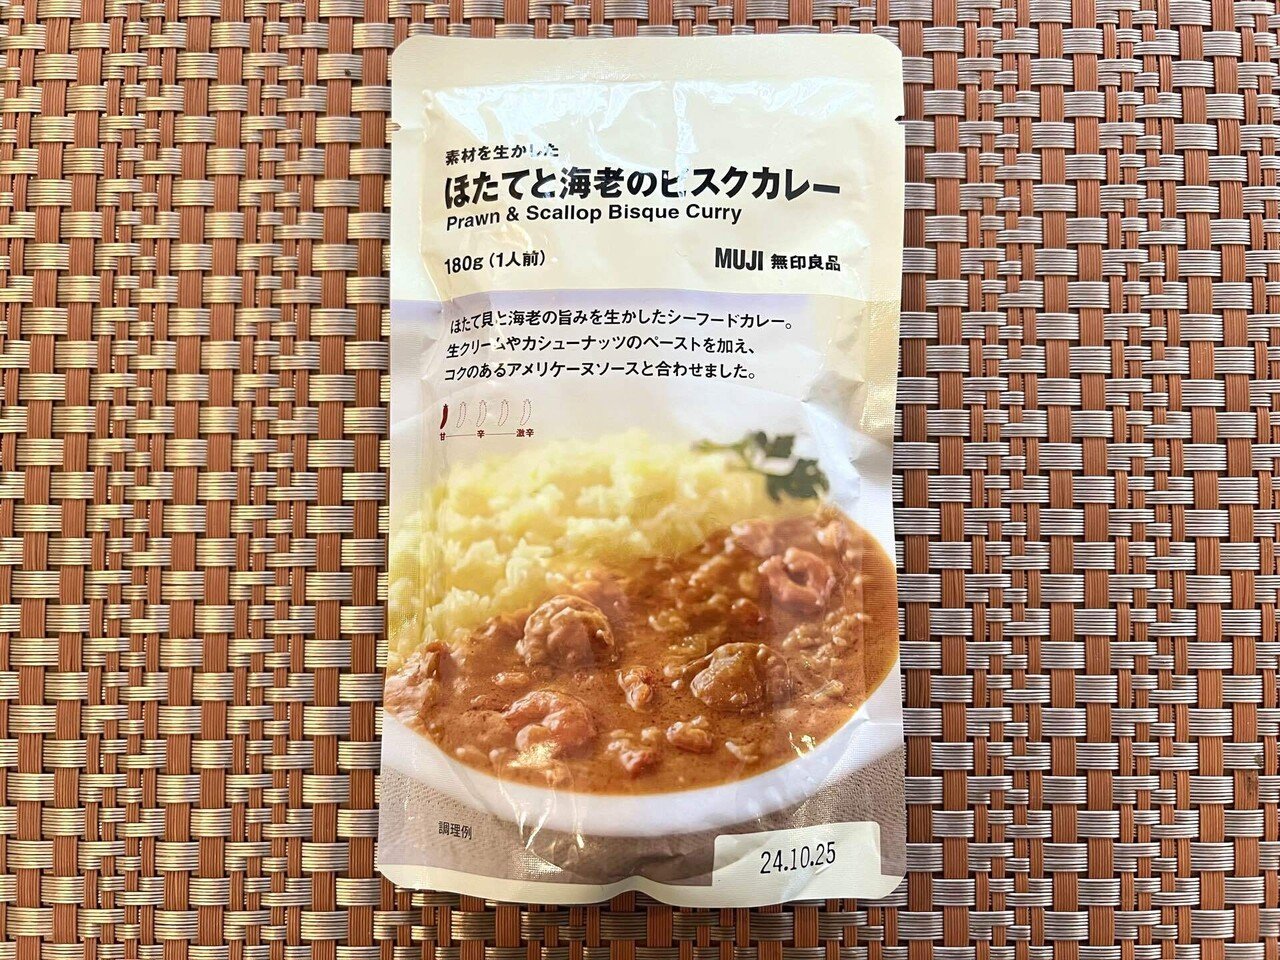 素材を生かした
ほたてと海老のビスクカレー
Prawn & Scallop Bisque Curry
180g（1人前）
MUJI 無印良品
ほたて貝と海老の旨みを生かしたシーフードカレー。
生クリームやカシューナッツのペーストを加え、
コクのあるアメリケーヌソースと合わせました。
甘 辛 激辛
調理例
24.10.25